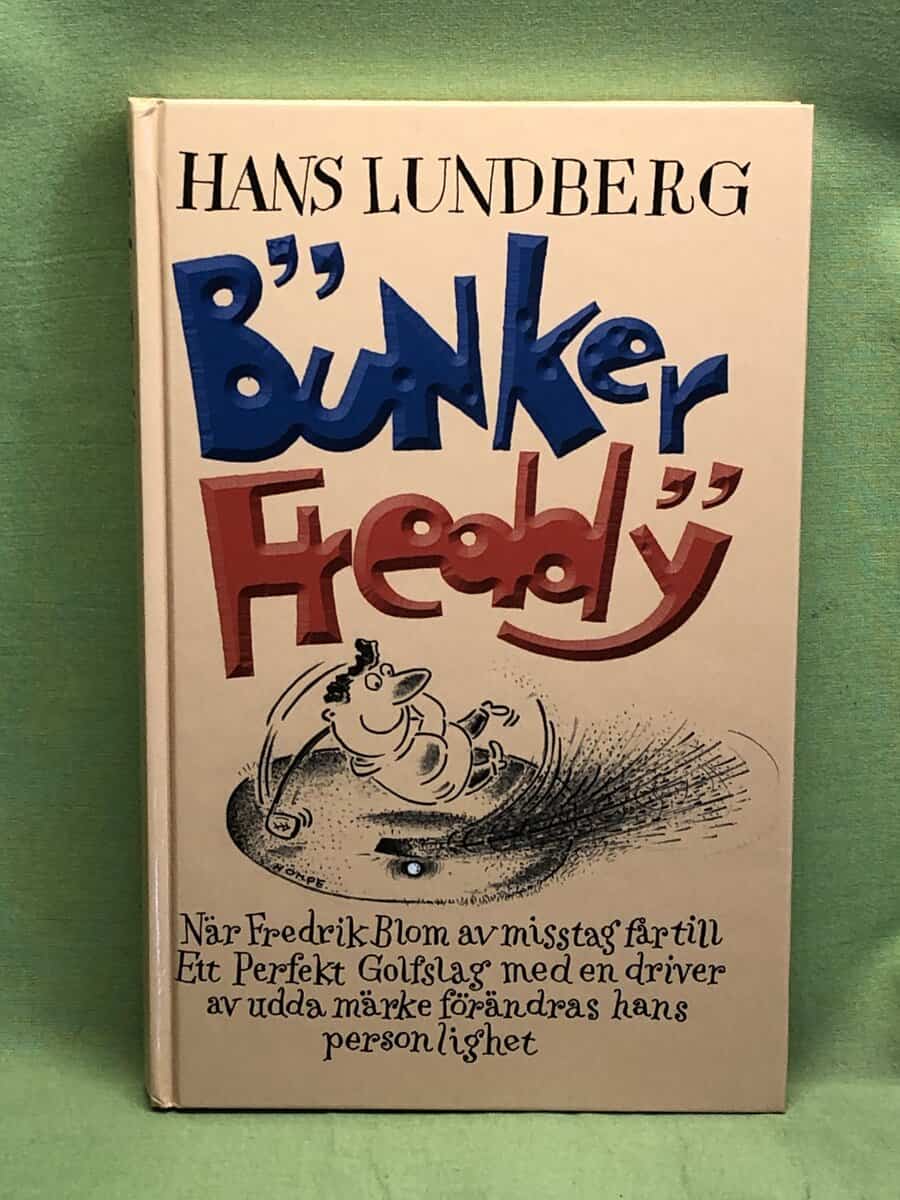 HANS LUNDBERG
”Bunker
Freddy”
HOMPE
När Fredrik Blom av misstag får till
Ett Perfekt Golfslag med en driver
av udda märke förändras hans
personlighet